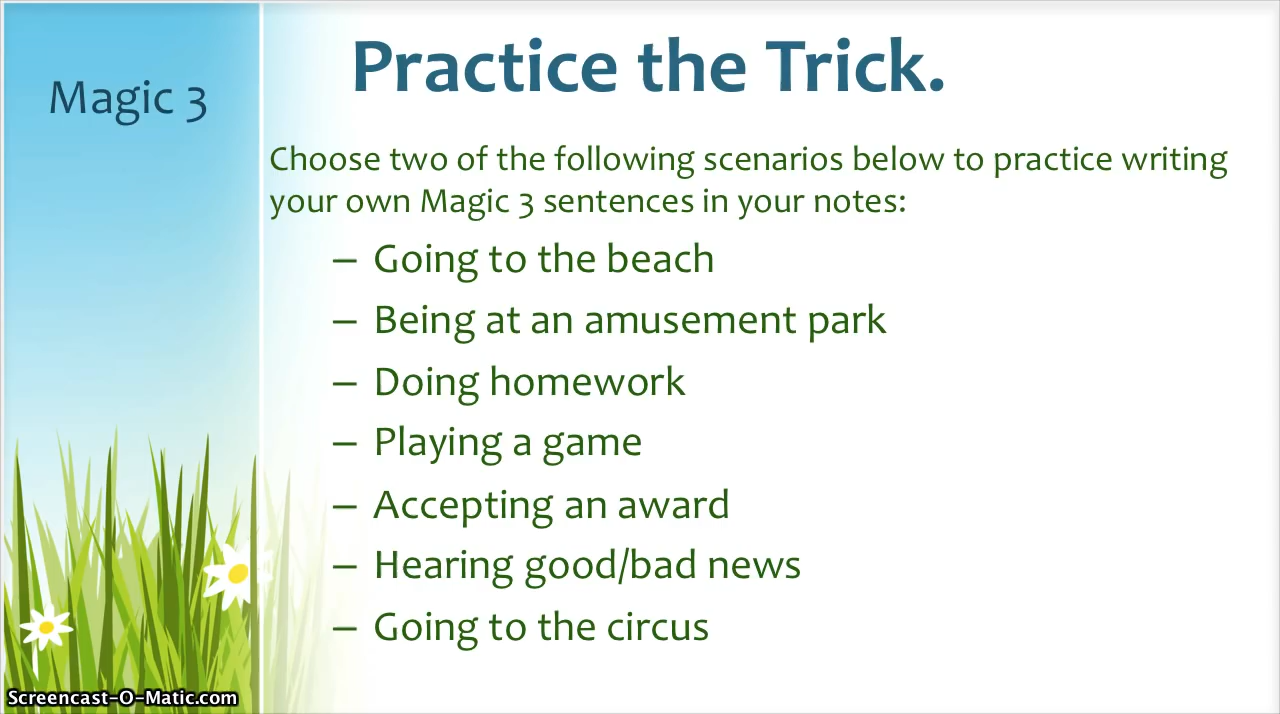 Magic 3
Practice the Trick.
Choose two of the following scenarios below to practice writing
your own Magic 3 sentences in your notes:
– Going to the beach
– Being at an amusement park
– Doing homework
– Playing a game
– Accepting an award
– Hearing good/bad news
– Going to the circus
Screencast-O-Matic.com